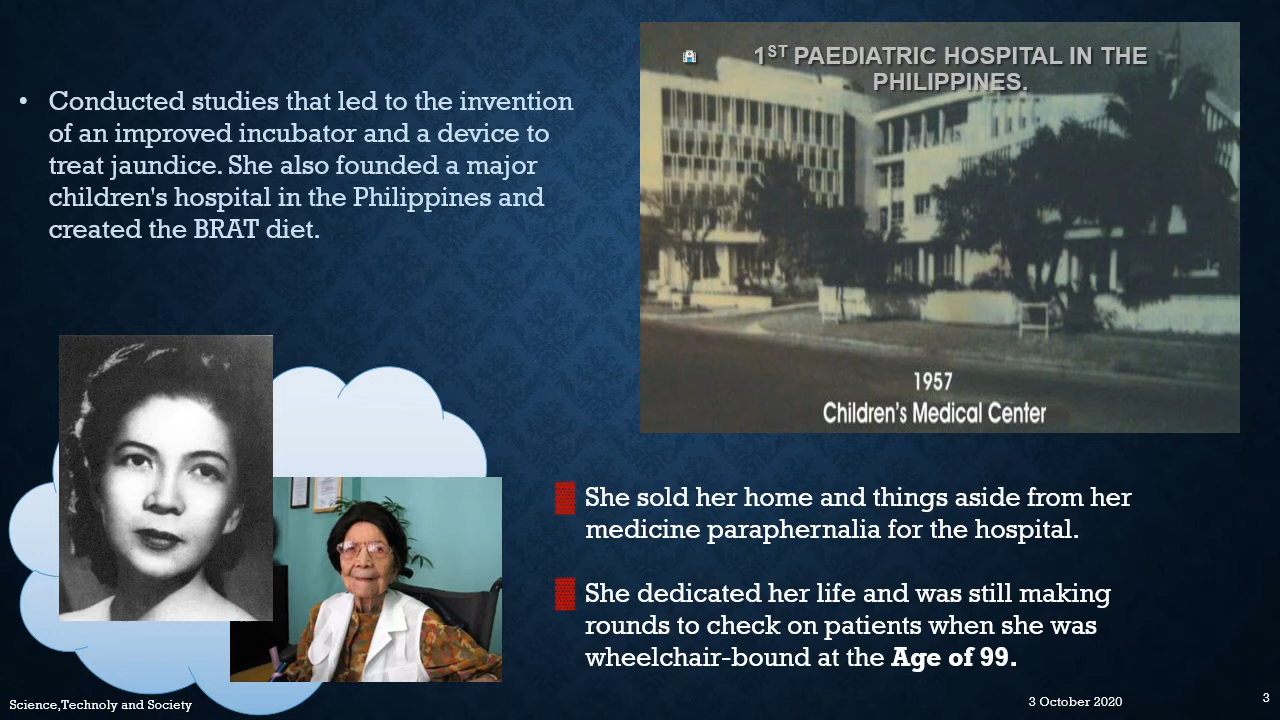 • Conducted studies that led to the invention
of an improved incubator and a device to
treat jaundice. She also founded a major
children's hospital in the Philippines and
created the BRAT diet.
1ST PAEDIATRIC HOSPITAL IN THE
PHILIPPINES.
1957
Children's Medical Center
She sold her home and things aside from her
medicine paraphernalia for the hospital.
She dedicated her life and was still making
rounds to check on patients when she was
wheelchair-bound at the Age of 99.
Science,Technoly and Society
3 October 2020
3